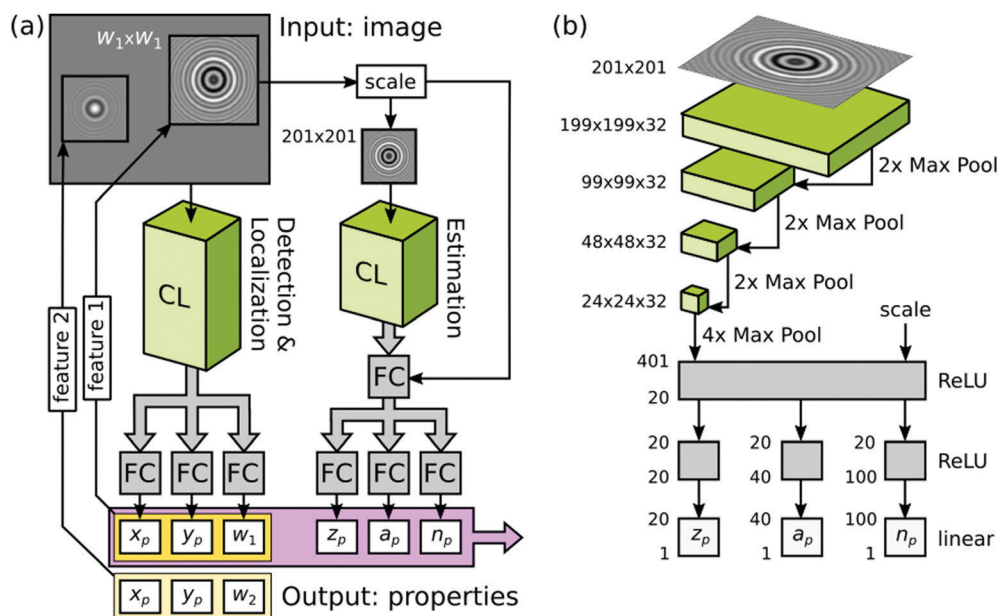 (a)
Input: image
w₁xw₁
scale
201x201
CL
Detection &
Localization
CL
Estimation
feature 2
feature 1
FC
FC
FC
FC
FC
FC
FC
xₚ
yₚ
w₁
zₚ
aₚ
nₚ
xₚ
yₚ
w₂
Output: properties
(b)
201x201
199x199x32
2x Max Pool
99x99x32
2x Max Pool
48x48x32
2x Max Pool
24x24x32
4x Max Pool
scale
401
20
ReLU
20
20
20
40
20
100
ReLU
20
1
zₚ
40
1
aₚ
100
1
nₚ
linear